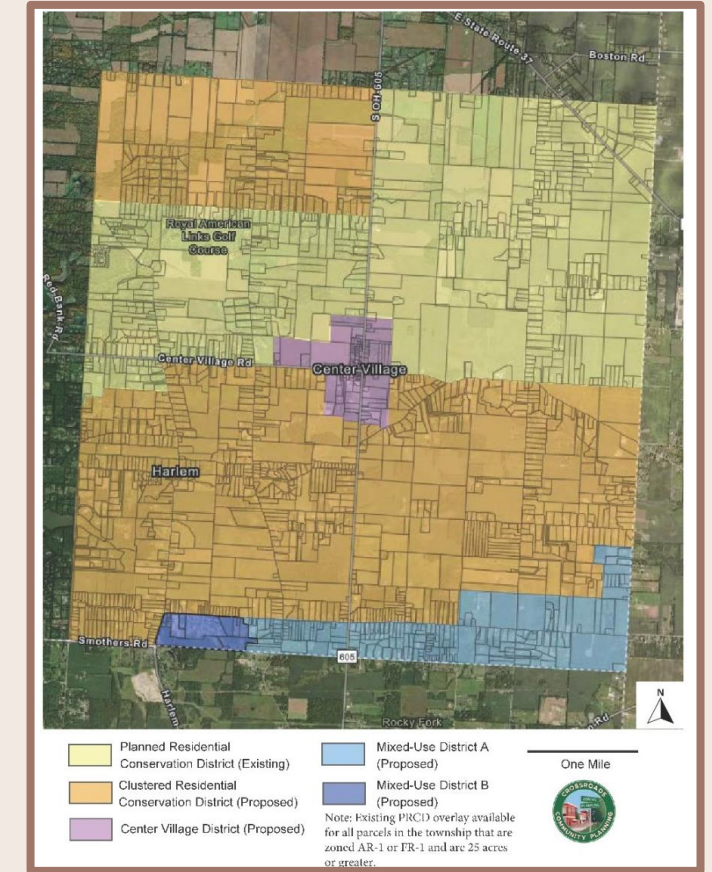 E State Route 37
Boston Rd
S OH 605
Royal American
Links Golf
Course
Red Bank Rd
Center Village Rd
Center Village
Harlem
Smothers Rd
605
Harlem
Rocky Fork
Rd
N
Planned Residential
Conservation District (Existing)
Clustered Residential
Conservation District (Proposed)
Center Village District (Proposed)
Mixed-Use District A
(Proposed)
Mixed-Use District B
(Proposed)
Note: Existing PRCD overlay available
for all parcels in the township that are
zoned AR-1 or FR-1 and are 25 acres
or greater.
One Mile
CROSSROADS
COMMUNITY PLANNING